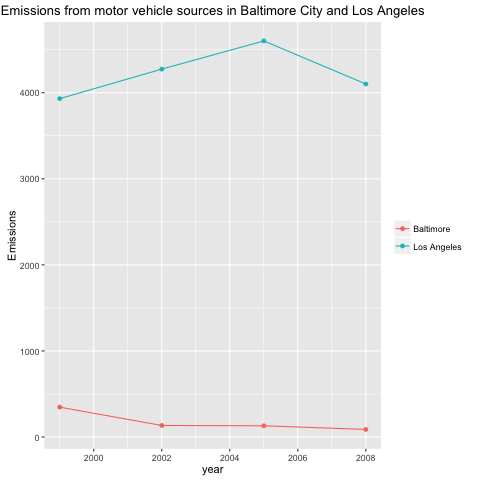 Emissions from motor vehicle sources in Baltimore City and Los Angeles
Emissions
4000
3000
2000
1000
0
2000 2002 2004 2006 2008
year
Baltimore
Los Angeles